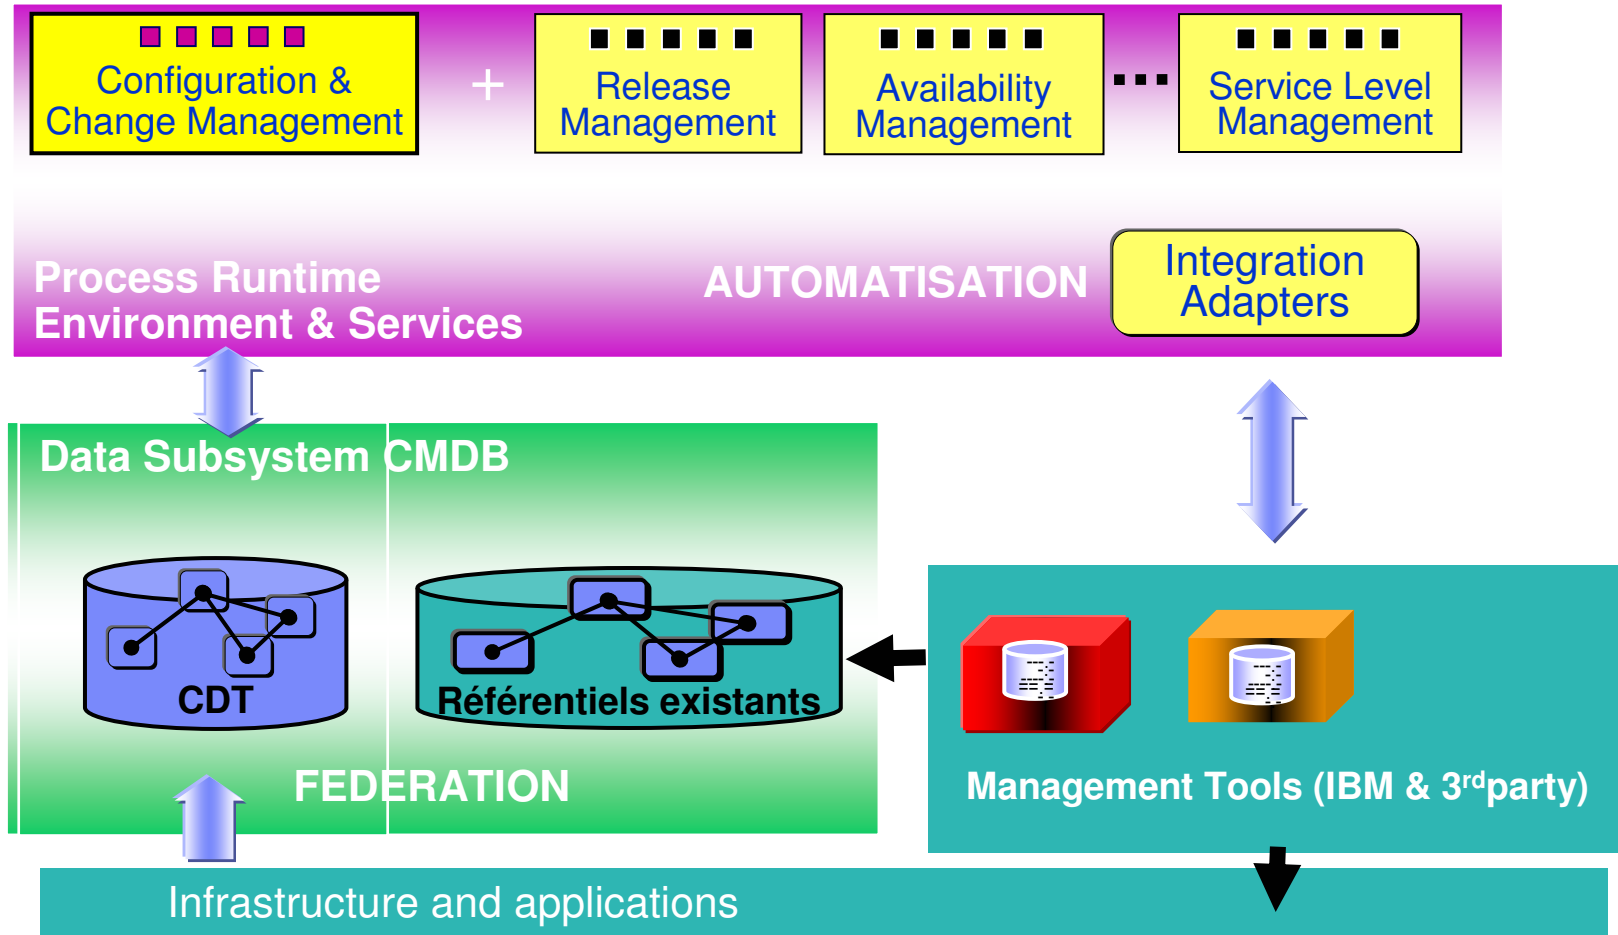 Configuration &
Change Management
+
Release
Management
Availability
Management
...
Service Level
Management
Process Runtime
Environment & Services
AUTOMATISATION
Integration
Adapters
Data Subsystem CMDB
CDT
Référentiels existants
FEDERATION
Management Tools (IBM & 3rdparty)
Infrastructure and applications